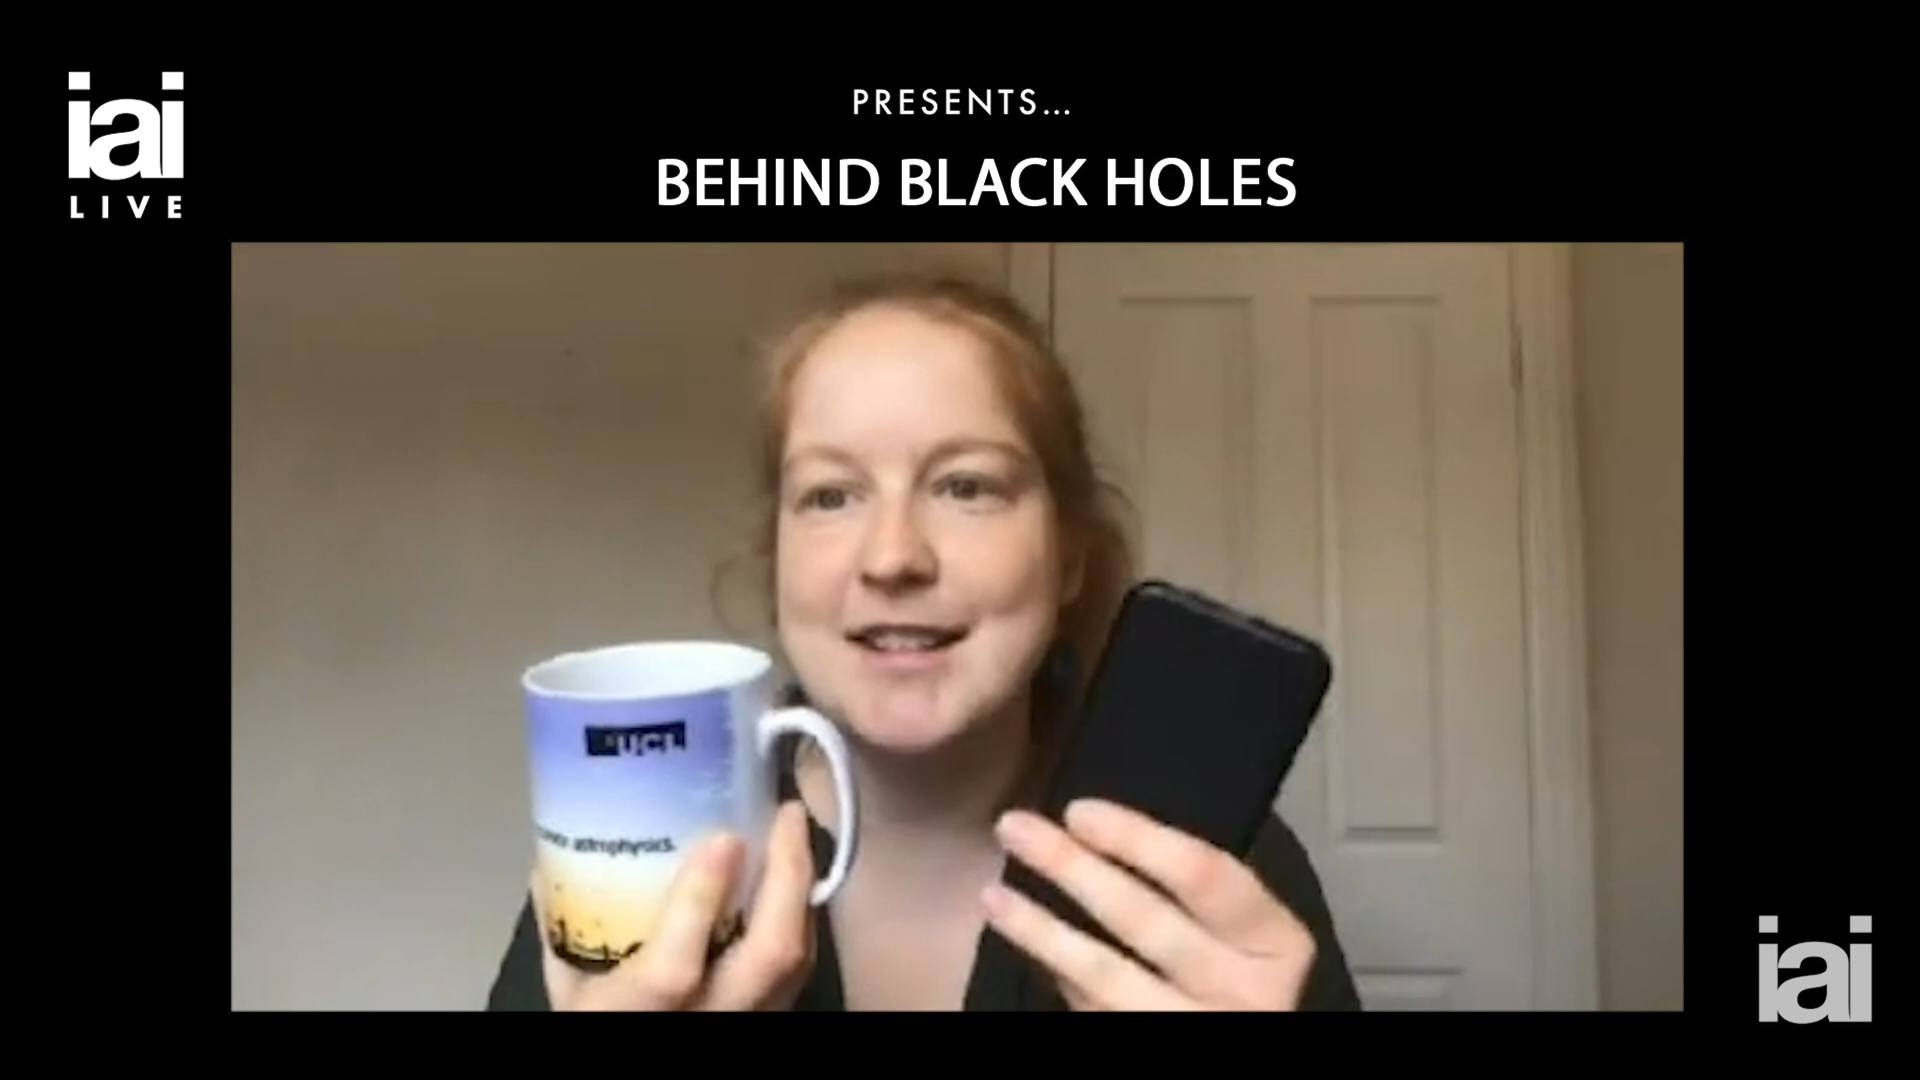 iai
LIVE
PRESENTS...
BEHIND BLACK HOLES
UCL
astrophysics.
iai